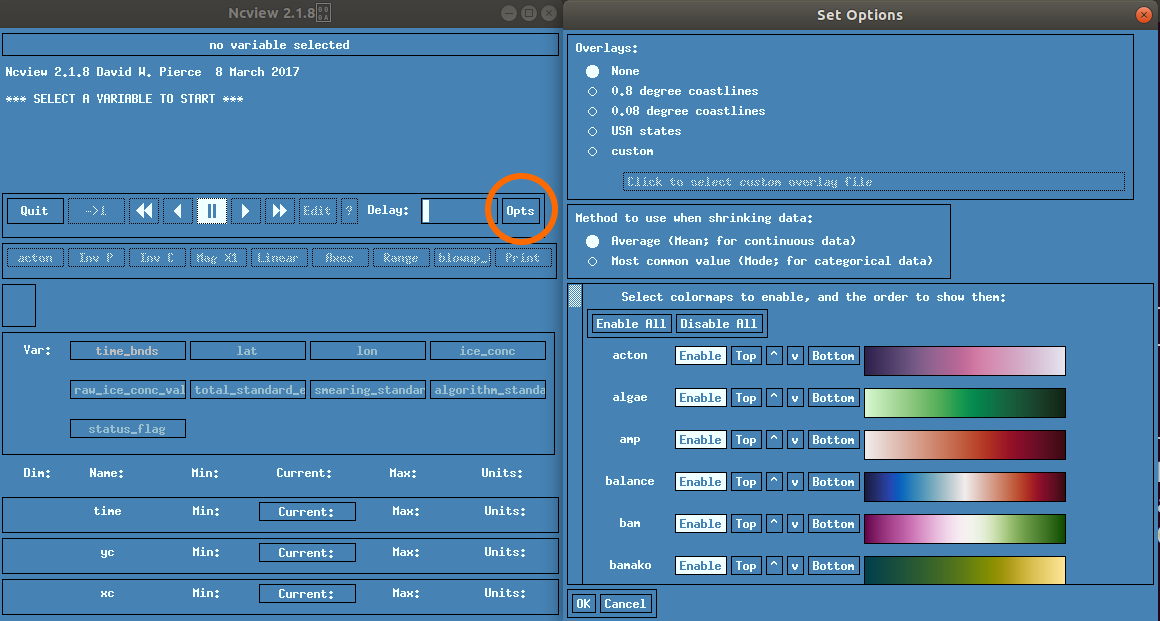 Ncview 2.1.8
no variable selected
Ncview 2.1.8 David W. Pierce  8 March 2017
*** SELECT A VARIABLE TO START ***
Quit ->1 Edit ? Delay: Opts
acton Inv P Inv C Mag X1 Linear Axes Range blowup_ Print
Var: time_bnds lat lon ice_conc
raw_ice_conc_val total_standard_e smearing_standar algorithm_standa
status_flag
Dim: Name: Min: Current: Max: Units:
time Min: Current: Max: Units:
yc Min: Current: Max: Units:
xc Min: Current: Max: Units:
Set Options
Overlays:
None
0.8 degree coastlines
0.08 degree coastlines
USA states
custom
Click to select custom overlay file
Method to use when shrinking data:
Average (Mean; for continuous data)
Most common value (Mode; for categorical data)
Select colormaps to enable, and the order to show them:
Enable All Disable All
acton Enable Top ^ v Bottom
algae Enable Top ^ v Bottom
amp Enable Top ^ v Bottom
balance Enable Top ^ v Bottom
bam Enable Top ^ v Bottom
bamako Enable Top ^ v Bottom
OK Cancel